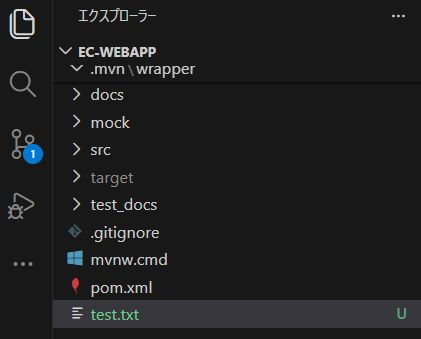 エクスプローラー
EC-WEBAPP
.mvn\wrapper
docs
mock
src
1
target
test_docs
.gitignore
mvnw.cmd
pom.xml
test.txt U